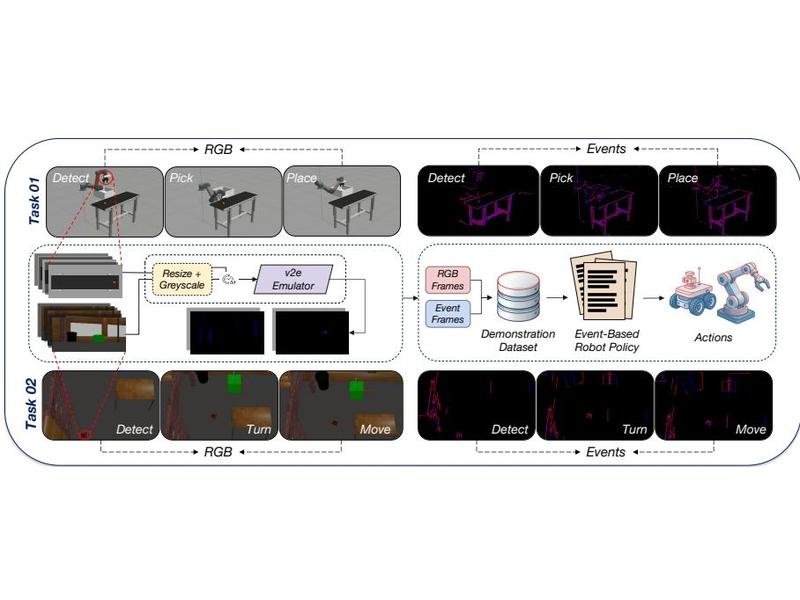 RGB
Events
Task 01
Detect
Pick
Place
Detect
Pick
Place
Resize +
Greyscale
v2e
Emulator
RGB
Frames
Event
Frames
Demonstration
Dataset
Event-Based
Robot Policy
Actions
Task 02
Detect
Turn
Move
Detect
Turn
Move
RGB
Events